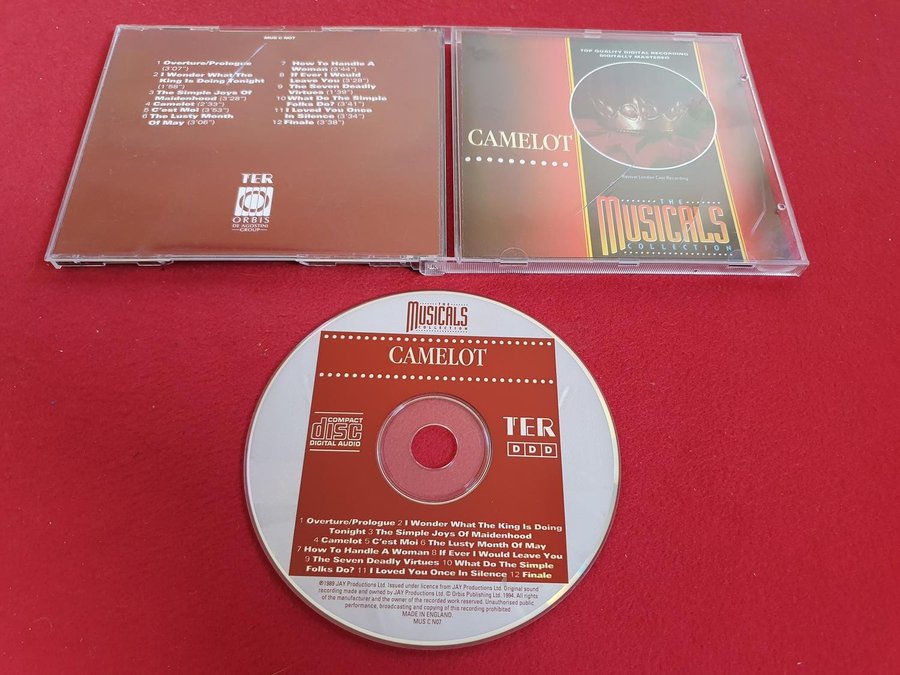 MUS C N07
1 Overture/Prologue
(3'07")
2 I Wonder What The
King Is Doing Tonight
(1'58")
3 The Simple Joys Of
Maidenhood (3'28")
4 Camelot (2'33")
5 C'est Moi (3'53")
6 The Lusty Month
Of May (3'06")
7 How To Handle A
Woman (3'44")
8 If Ever I Would
Leave You (3'28")
9 The Seven Deadly
Virtues (1'39")
10 What Do The Simple
Folks Do? (3'41")
11 I Loved You Once
In Silence (3'34")
12 Finale (3'38")
TER
ORBIS
DE AGOSTINI
GROUP
TOP QUALITY DIGITAL RECORDING
DIGITALLY MASTERED
CAMELOT
Revival London Cast Recording
THE
MUSICALS
COLLECTION
THE
MUSICALS
COLLECTION
CAMELOT
COMPACT
disc
DIGITAL AUDIO
TER
DDD
1 Overture/Prologue 2 I Wonder What The King Is Doing
Tonight 3 The Simple Joys Of Maidenhood
4 Camelot 5 C'est Moi 6 The Lusty Month Of May
7 How To Handle A Woman 8 If Ever I Would Leave You
9 The Seven Deadly Virtues 10 What Do The Simple
Folks Do? 11 I Loved You Once In Silence 12 Finale
℗1989 JAY Productions Ltd. Issued under licence from JAY Productions Ltd. Original sound
recording made and owned by JAY Productions Ltd. © Orbis Publishing Ltd. 1994. All rights
of the manufacturer and the owner of the recorded work reserved. Unauthorised public
performance, broadcasting and copying of this recording prohibited
MADE IN ENGLAND.
MUS C N07